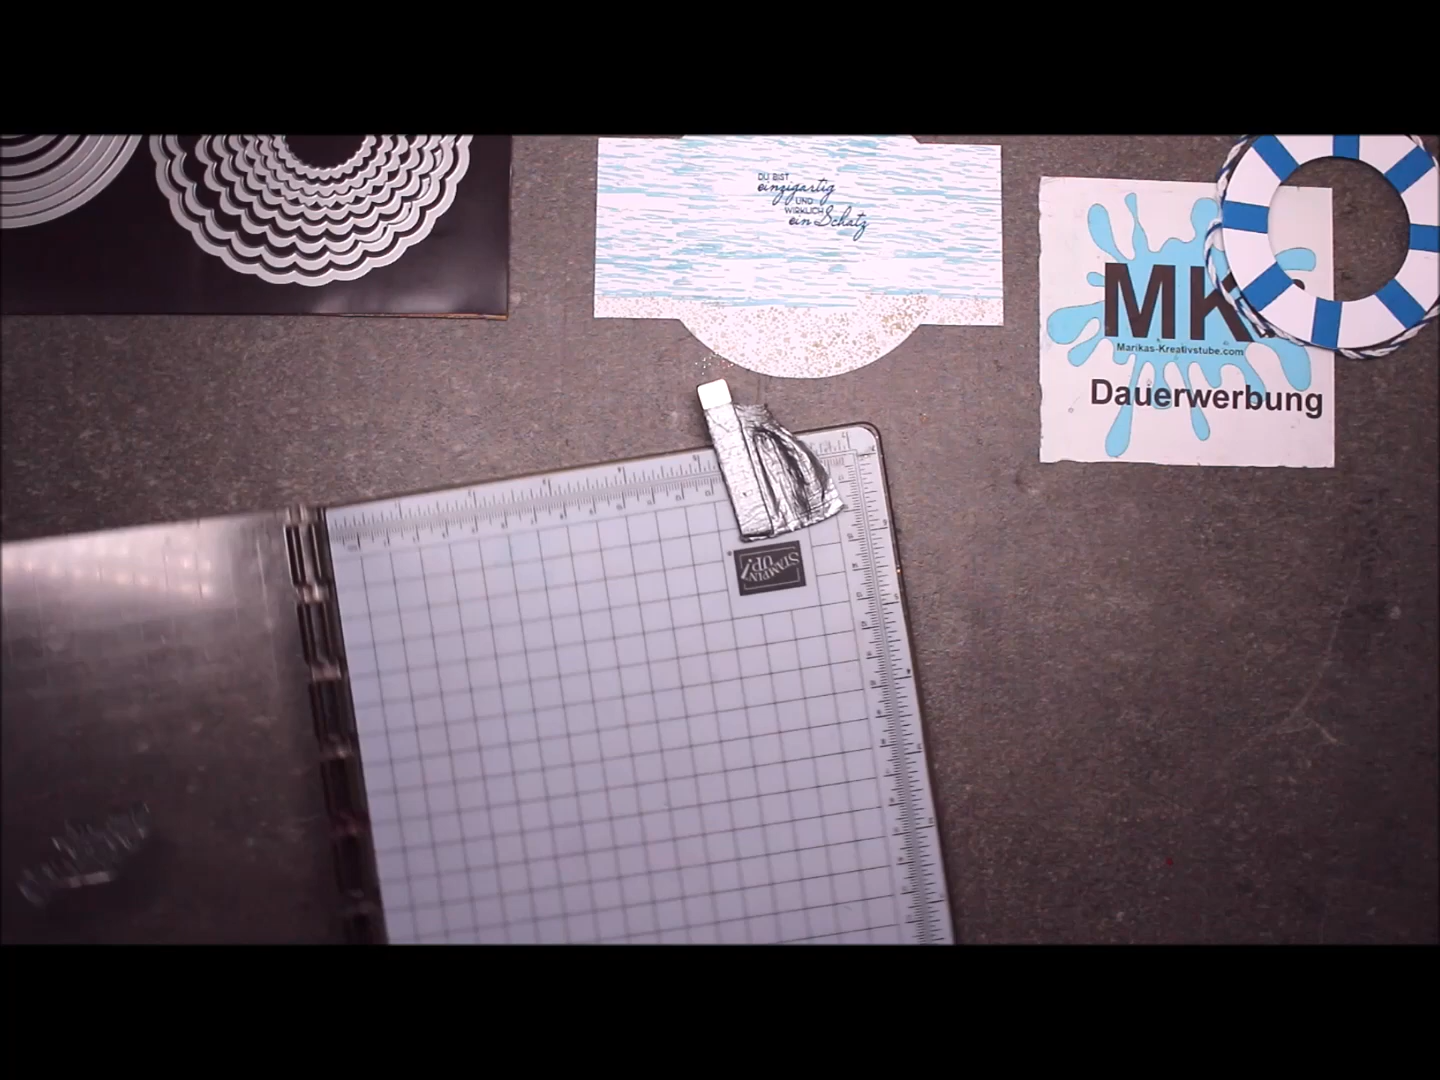 DU BIST
einzigartig
UND
WIRKLICH
ein Schatz
MK
Marikas-Kreativstube.com
Dauerwerbung
STAMPIN'
UP!